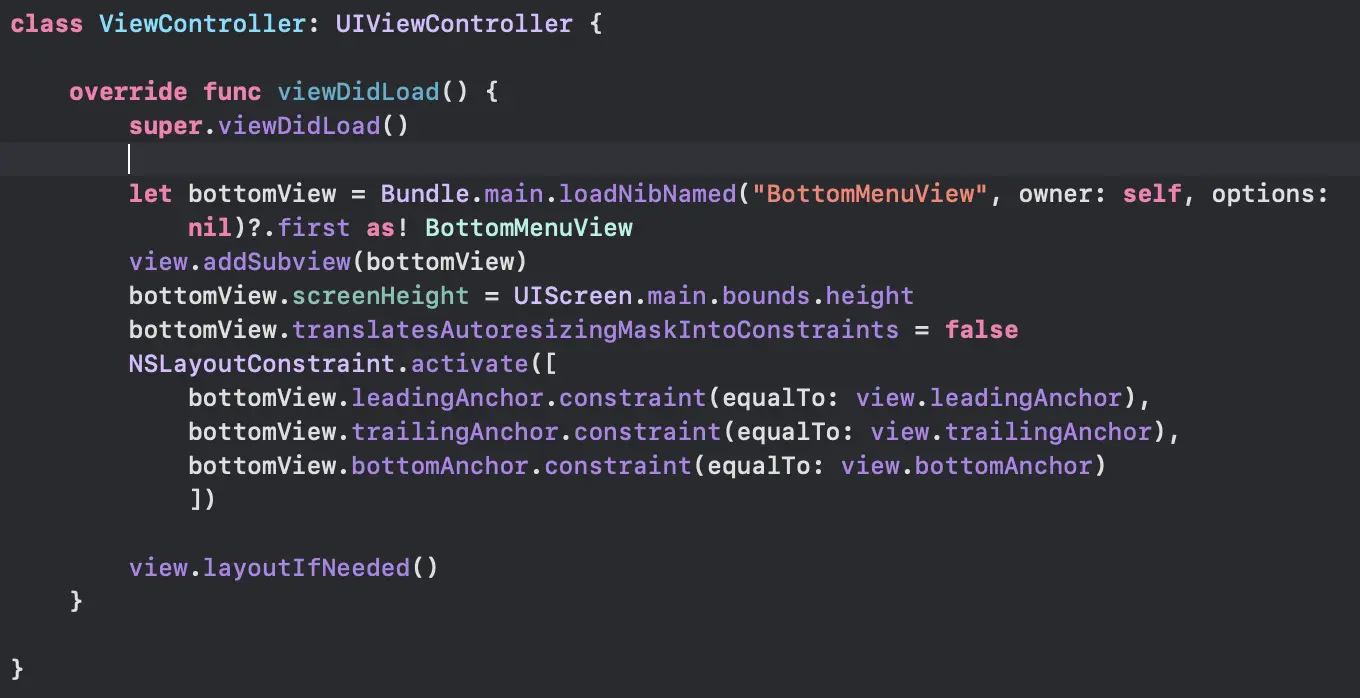 class ViewController: UIViewController {
override func viewDidLoad() {
super.viewDidLoad()
let bottomView = Bundle.main.loadNibNamed("BottomMenuView", owner: self, options:
nil)?.first as! BottomMenuView
view.addSubview(bottomView)
bottomView.screenHeight = UIScreen.main.bounds.height
bottomView.translatesAutoresizingMaskIntoConstraints = false
NSLayoutConstraint.activate([
bottomView.leadingAnchor.constraint(equalTo: view.leadingAnchor),
bottomView.trailingAnchor.constraint(equalTo: view.trailingAnchor),
bottomView.bottomAnchor.constraint(equalTo: view.bottomAnchor)
])
view.layoutIfNeeded()
}
}